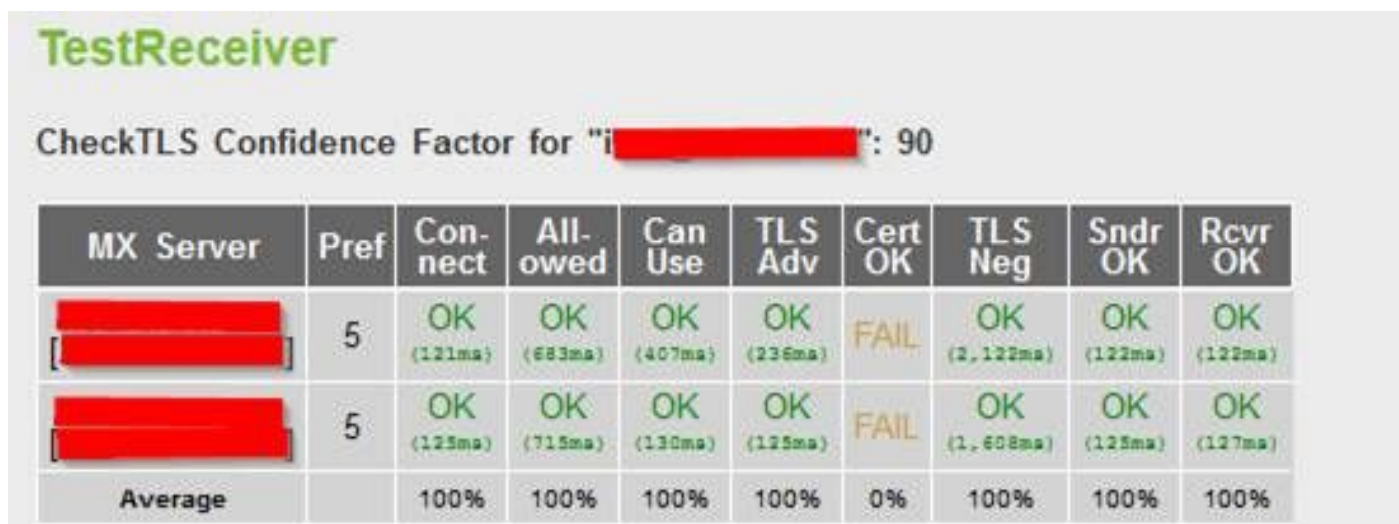 TestReceiver
CheckTLS Confidence Factor for "i": 90
MX Server Pref Con- nect All- owed Can Use TLS Adv Cert OK TLS Neg Sndr OK Rcvr OK
[ ] 5 OK OK OK OK FAIL OK OK OK
(121ms) (683ms) (407ms) (236ms) (2,122ms) (122ms) (122ms)
[ ] 5 OK OK OK OK FAIL OK OK OK
(125ms) (715ms) (130ms) (125ms) (1,608ms) (125ms) (127ms)
Average 100% 100% 100% 100% 0% 100% 100% 100%